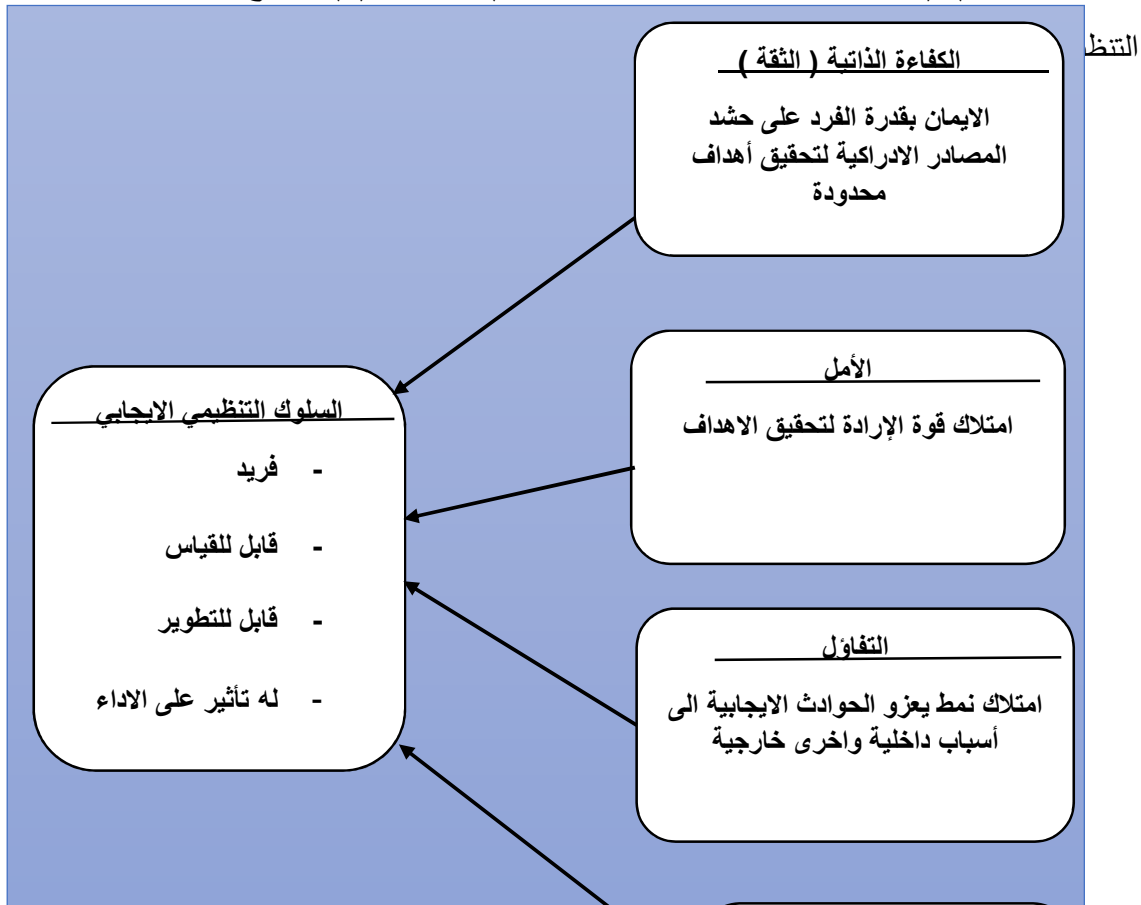 التنظ
الكفاءة الذاتية ( الثقة )
الايمان بقدرة الفرد على حشد
المصادر الادراكية لتحقيق أهداف
محدودة
الأمل
امتلاك قوة الإرادة لتحقيق الاهداف
التفاؤل
امتلاك نمط يعزو الحوادث الايجابية الى
أسباب داخلية واخرى خارجية
السلوك التنظيمي الايجابي
- فريد
- قابل للقياس
- قابل للتطوير
- له تأثير على الاداء